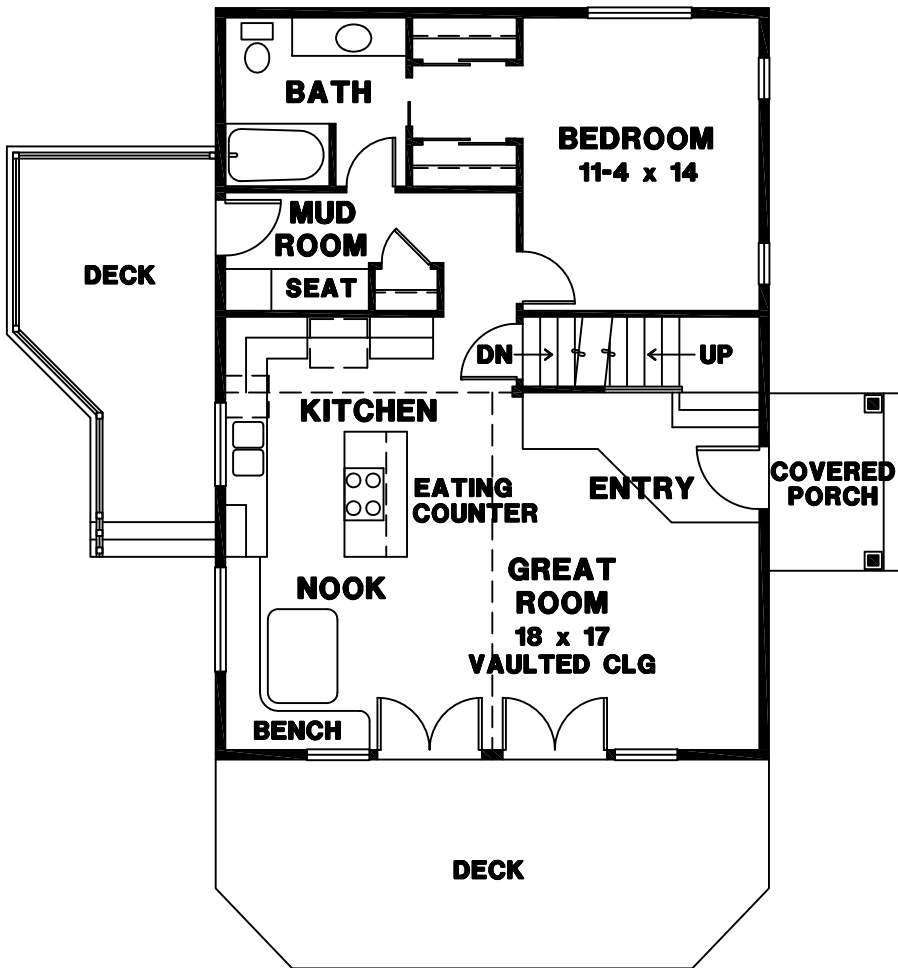 BATH
BEDROOM
11-4 x 14
MUD
ROOM
DECK
SEAT
DN
UP
KITCHEN
COVERED
PORCH
EATING
COUNTER
ENTRY
NOOK
GREAT
ROOM
18 x 17
VAULTED CLG
BENCH
DECK